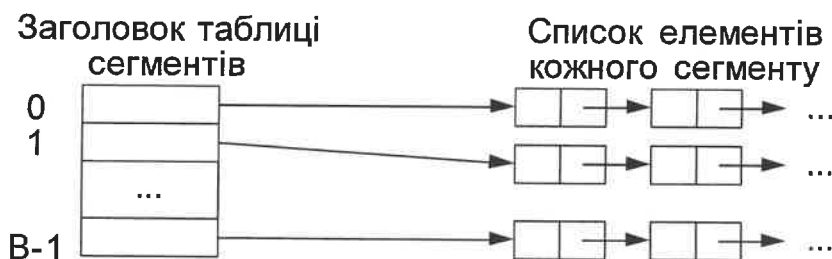 Заголовок таблиці
сегментів
Список елементів
кожного сегменту
0
...
1
...
...
B-1
...